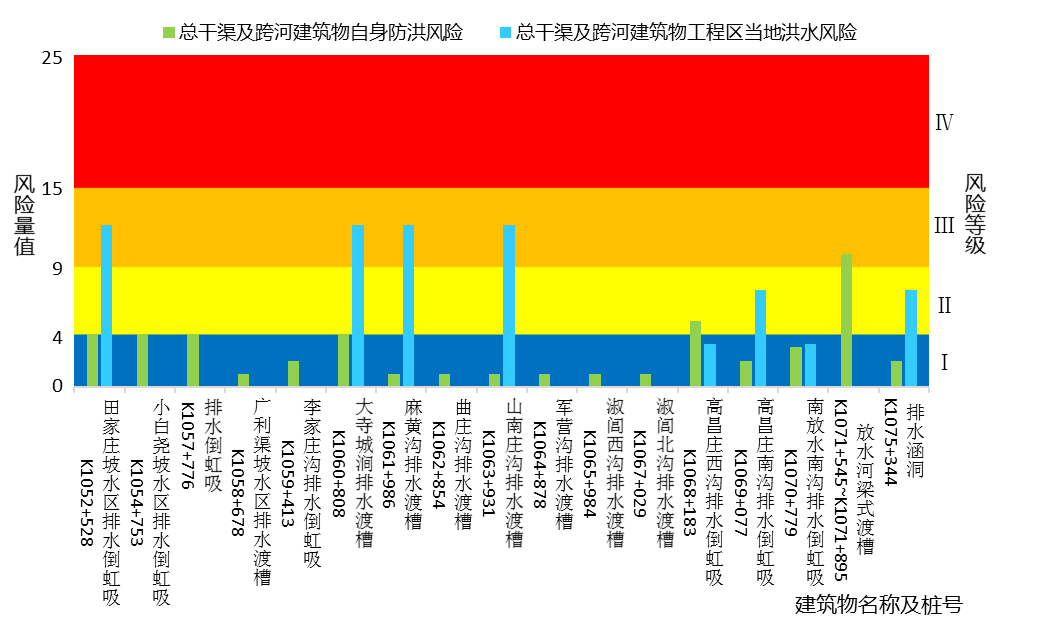 总干渠及跨河建筑物自身防洪风险
总干渠及跨河建筑物工程区当地洪水风险
25
15
9
4
0
风险量值
Ⅳ
Ⅲ
Ⅱ
Ⅰ
风险等级
田家庄坡水区排水倒虹吸
K1052+528
小白尧坡水区排水倒虹吸
K1054+753
排水倒虹吸
K1057+776
广利渠坡水区排水渡槽
K1058+678
李家庄沟排水倒虹吸
K1059+413
大寺城涧排水渡槽
K1060+808
麻黄沟排水渡槽
K1061+986
曲庄沟排水渡槽
K1062+854
山南庄沟排水渡槽
K1063+931
军营沟排水渡槽
K1064+878
淑闾西沟排水渡槽
K1065+984
淑闾北沟排水渡槽
K1067+029
高昌庄西沟排水倒虹吸
K1068+183
高昌庄南沟排水倒虹吸
K1069+077
南放水南沟排水倒虹吸
K1070+779
放水河梁式渡槽
K1071+545~K1071+895
排水涵洞
K1075+344
建筑物名称及桩号